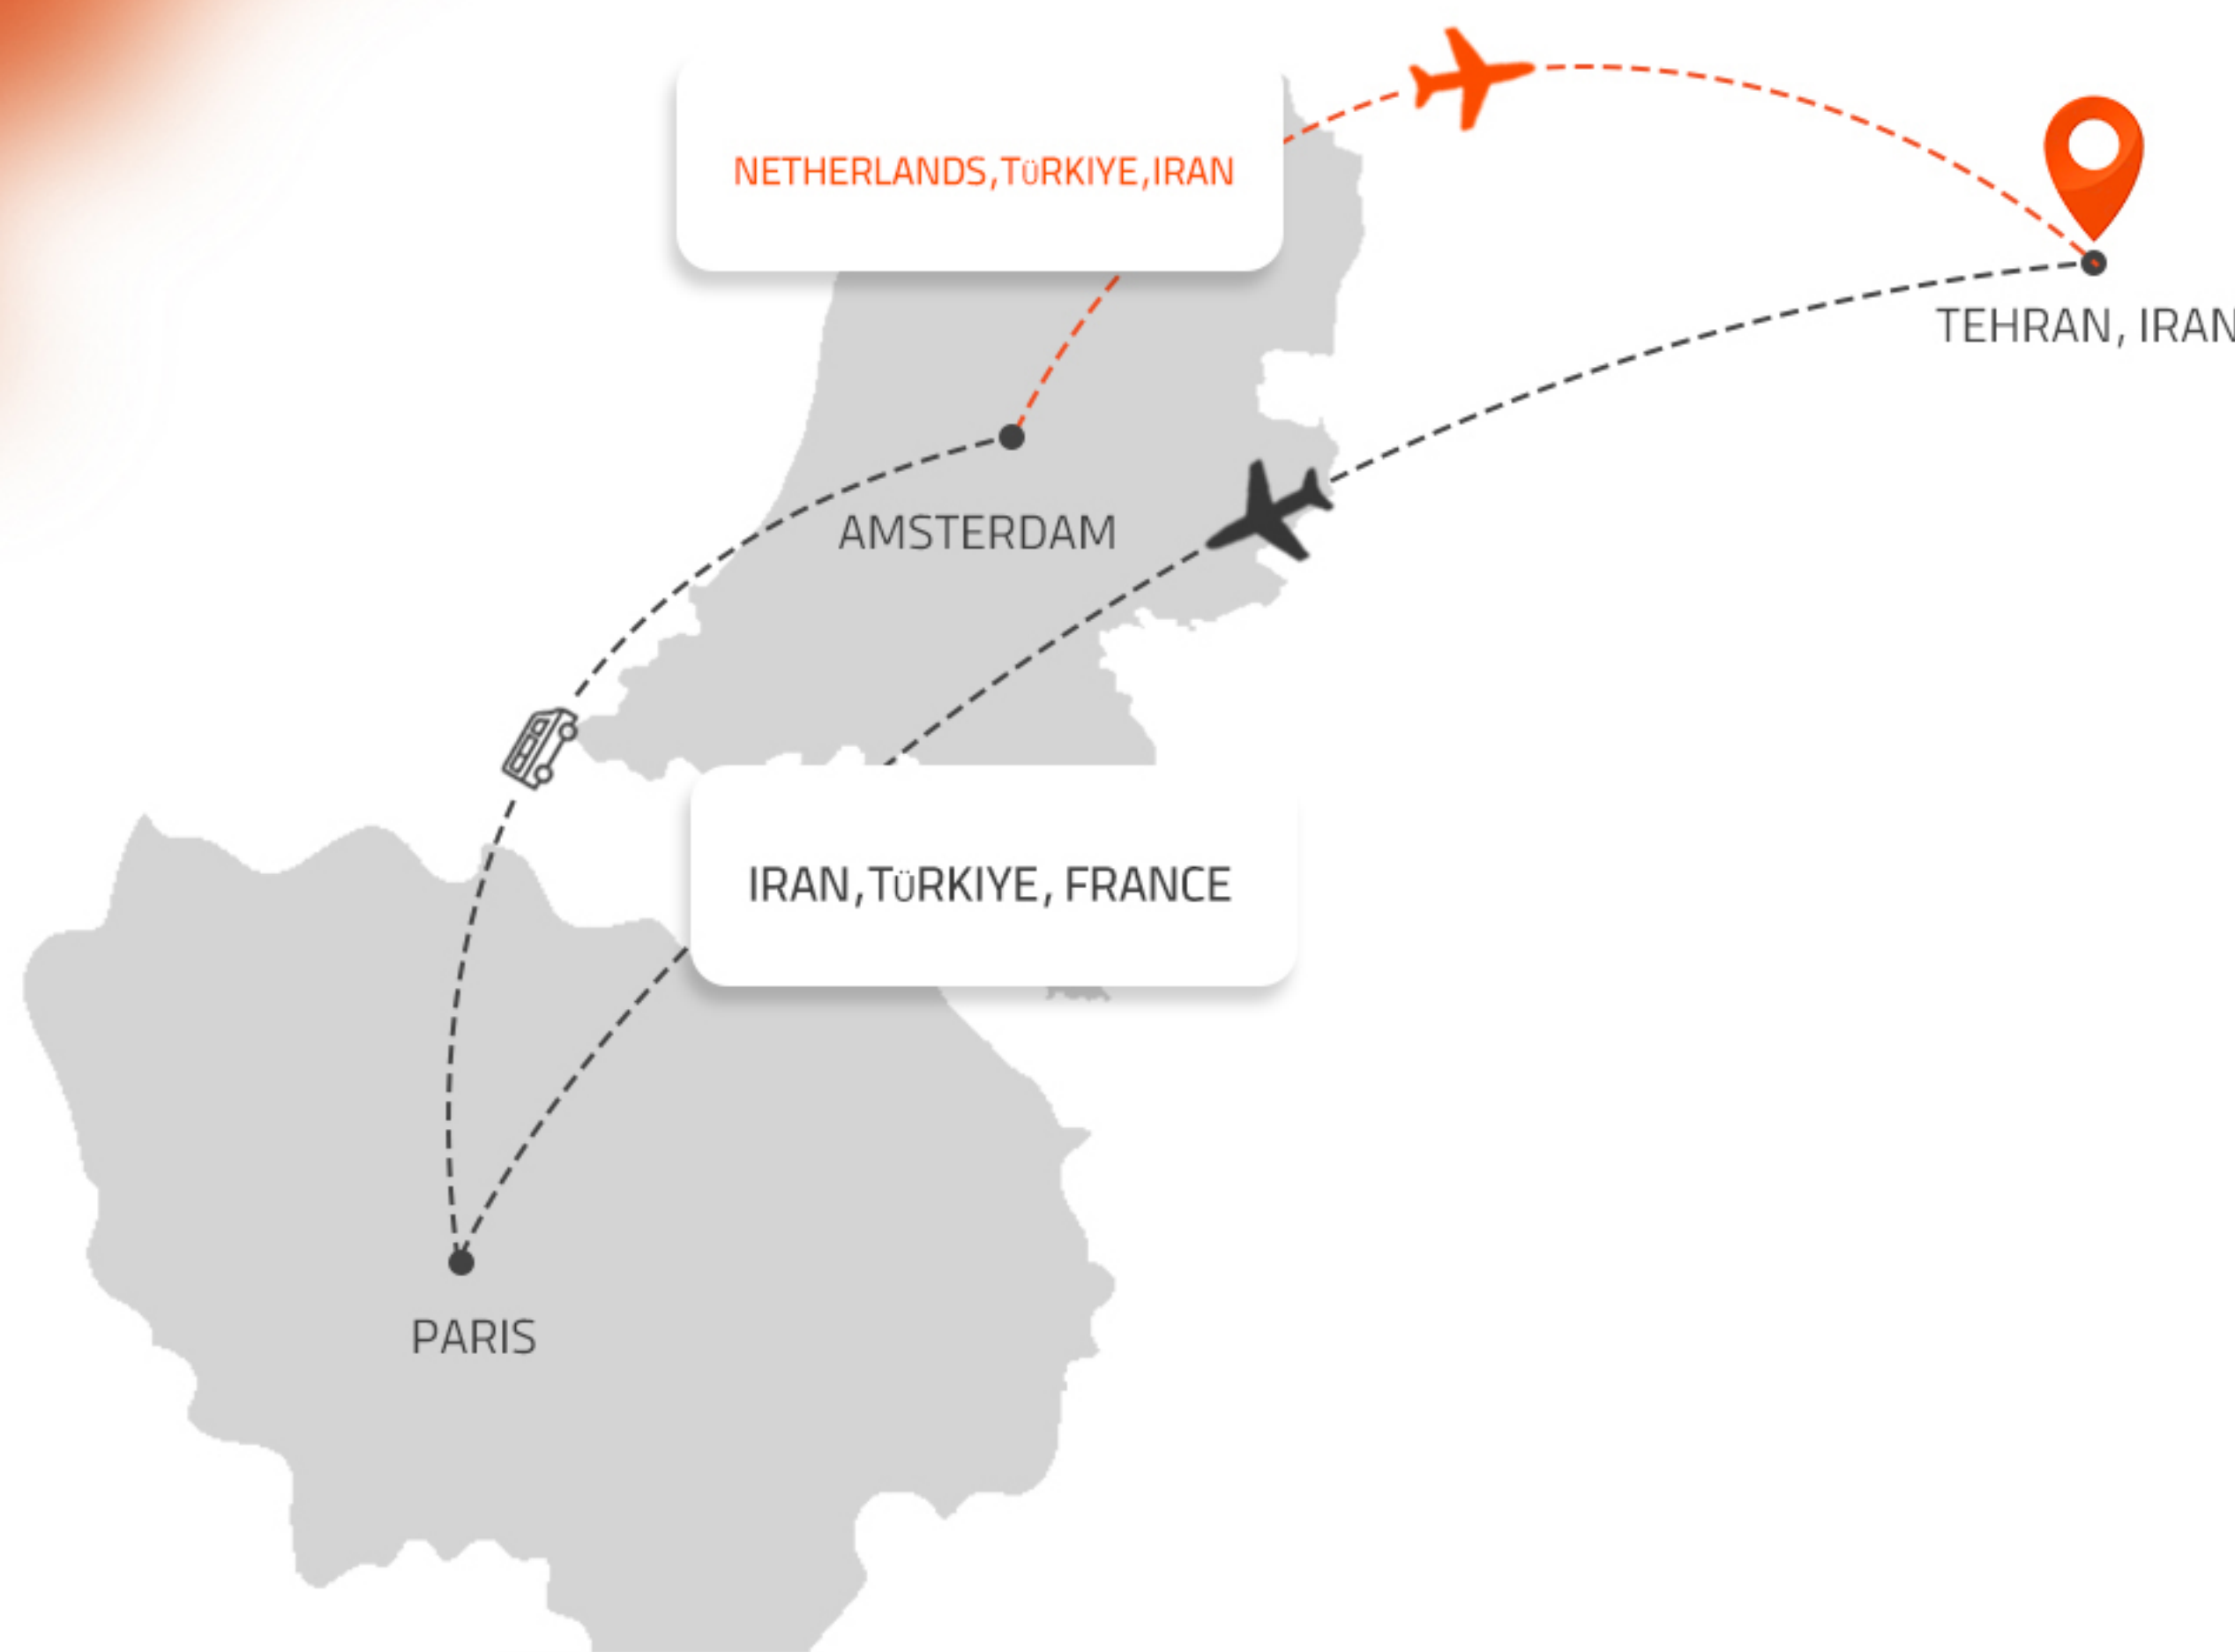 NETHERLANDS,TüRKIYE,IRAN
TEHRAN, IRAN
AMSTERDAM
IRAN,TüRKIYE, FRANCE
PARIS